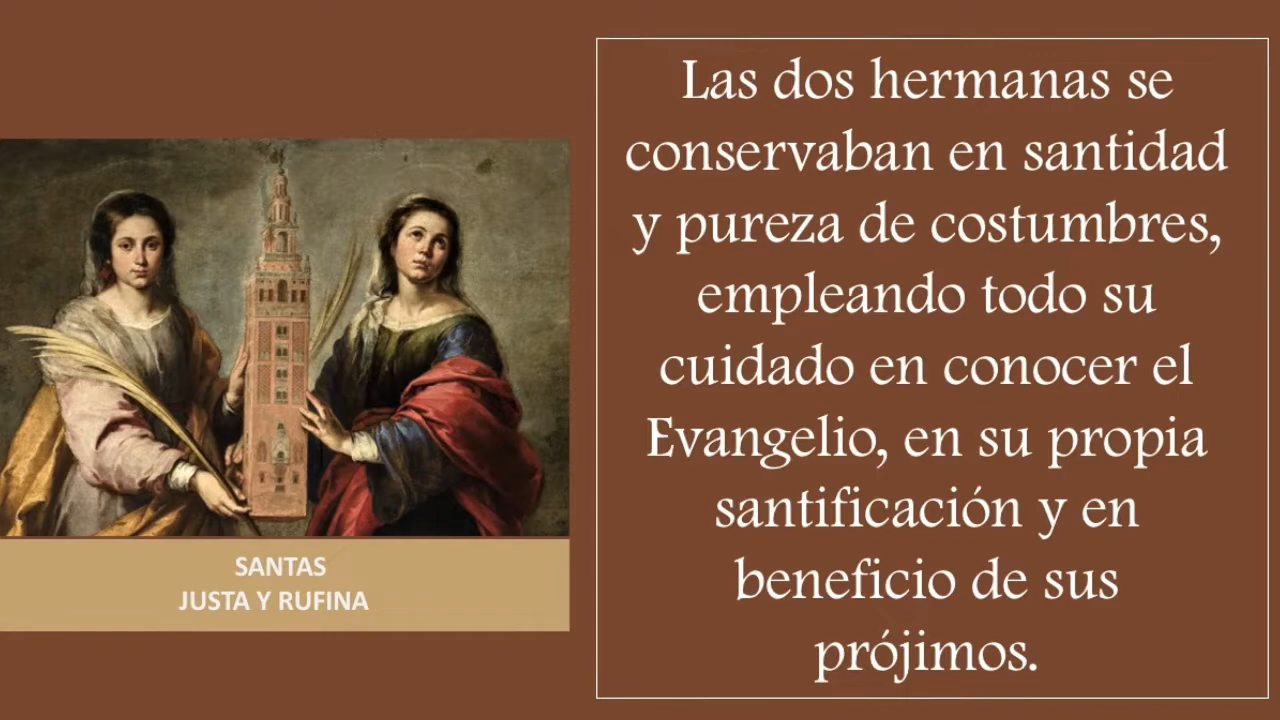 SANTAS
JUSTA Y RUFINA
Las dos hermanas se
conservaban en santidad
y pureza de costumbres,
empleando todo su
cuidado en conocer el
Evangelio, en su propia
santificación y en
beneficio de sus
prójimos.